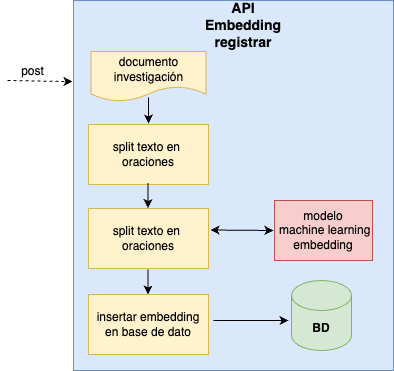 API
Embedding
registrar
post
documento
investigación
split texto en
oraciones
split texto en
oraciones
modelo
machine learning
embedding
insertar embedding
en base de dato
BD